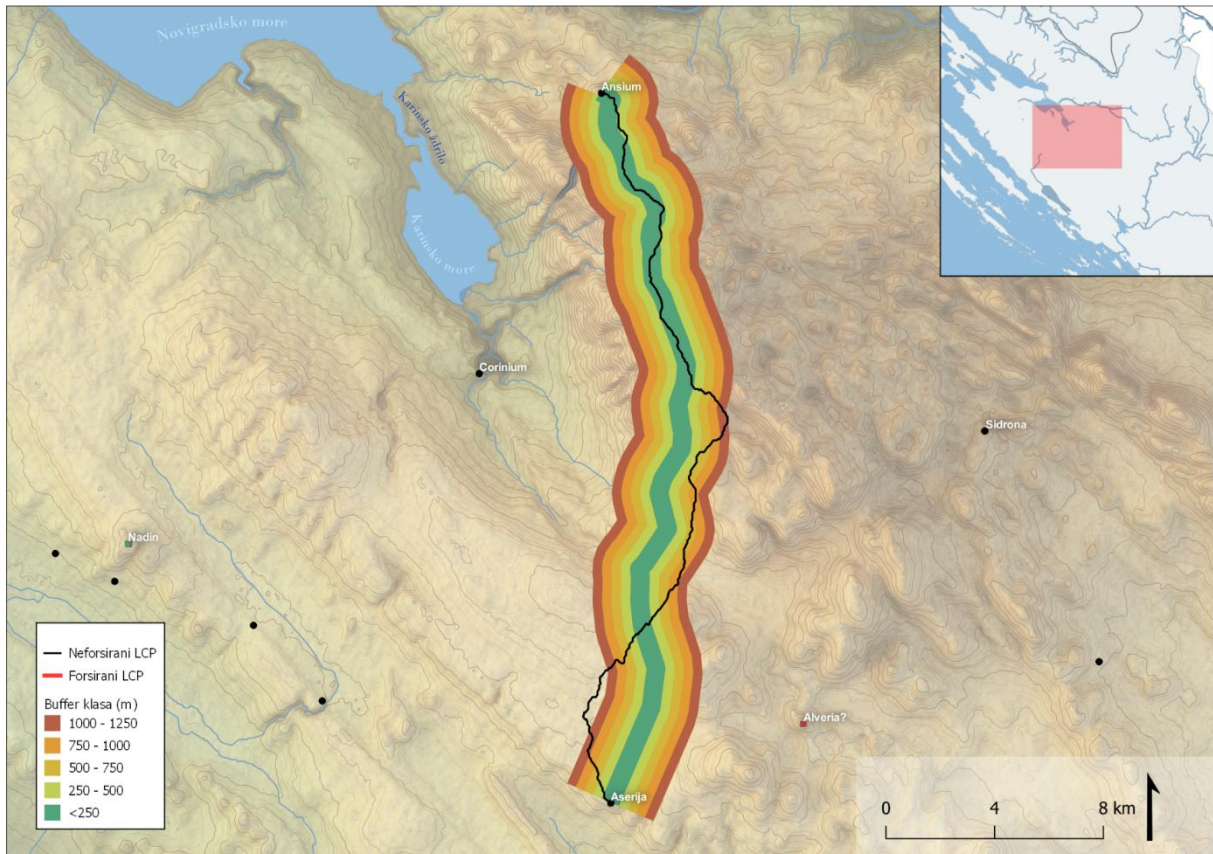 Novigradsko more
Karinsko ždrilo
Karinsko more
Ansium
Corinium
Sidrona
Nadin
Alveria?
Aserija
Neforsirani LCP
Forsirani LCP
Buffer klasa (m)
1000 - 1250
750 - 1000
500 - 750
250 - 500
<250
0 4 8 km